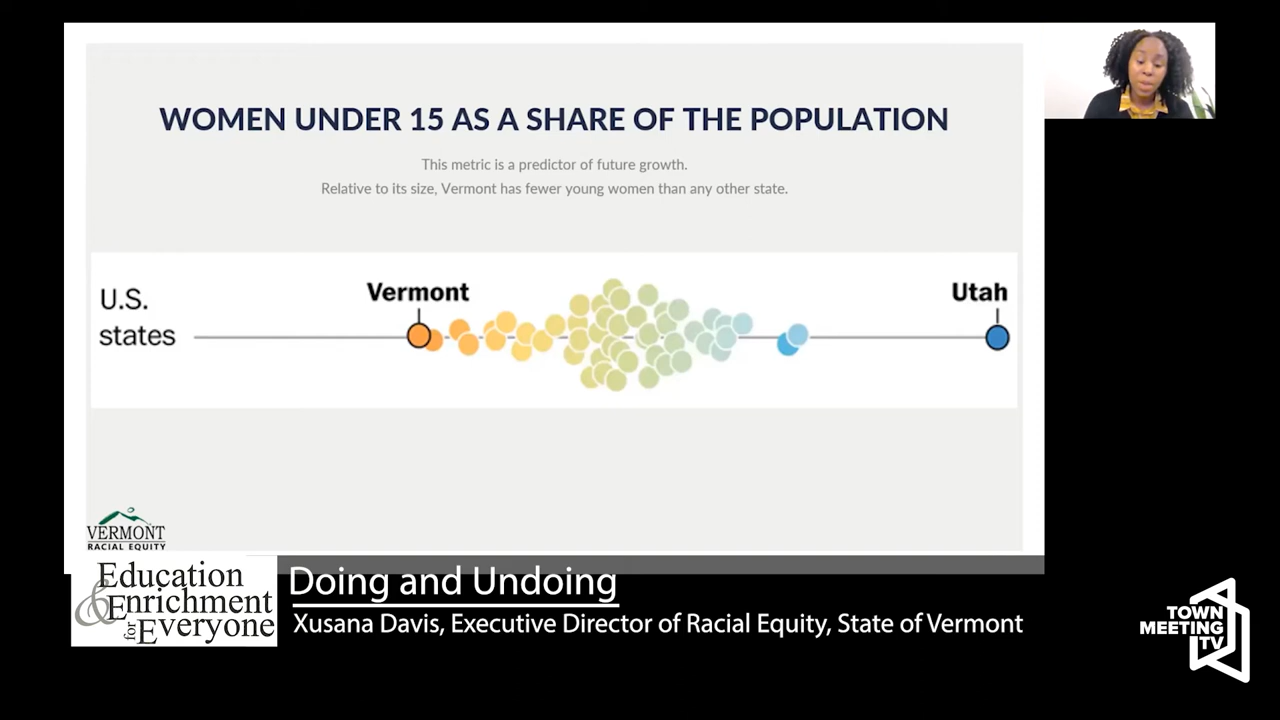 WOMEN UNDER 15 AS A SHARE OF THE POPULATION
This metric is a predictor of future growth.
Relative to its size, Vermont has fewer young women than any other state.
U.S.
states
Vermont
Utah
VERMONT
RACIAL EQUITY
Education
& Enrichment
for Everyone
Doing and Undoing
Xusana Davis, Executive Director of Racial Equity, State of Vermont
TOWN
MEETING
TV